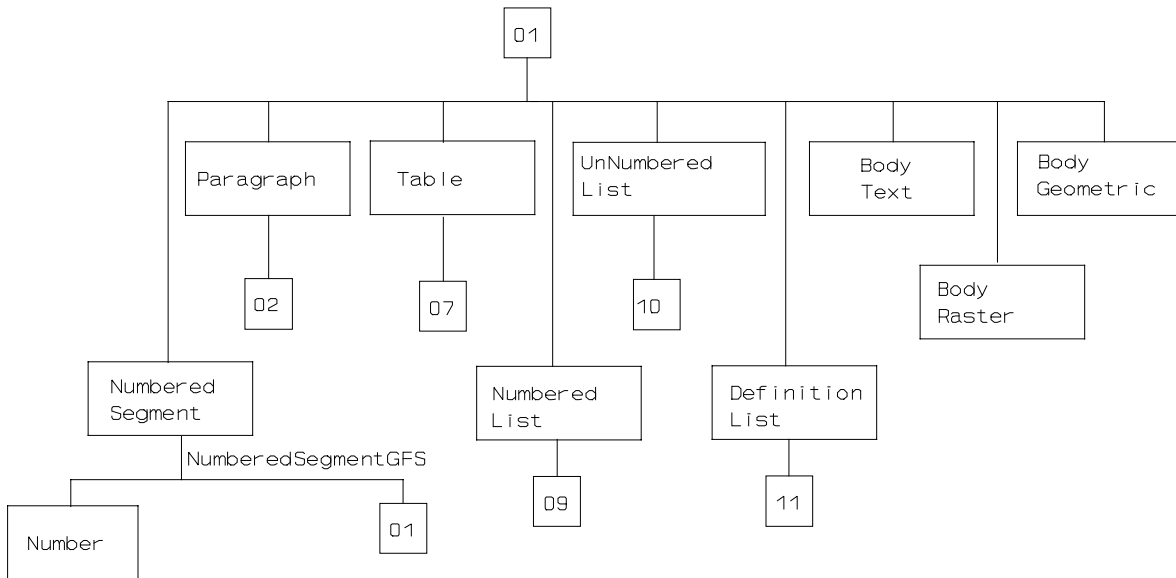 01
Paragraph
Table
UnNumbered
List
Body
Text
Body
Geometric
02
07
10
Body
Raster
Numbered
Segment
Numbered
List
Definition
List
NumberedSegmentGFS
Number
01
09
11